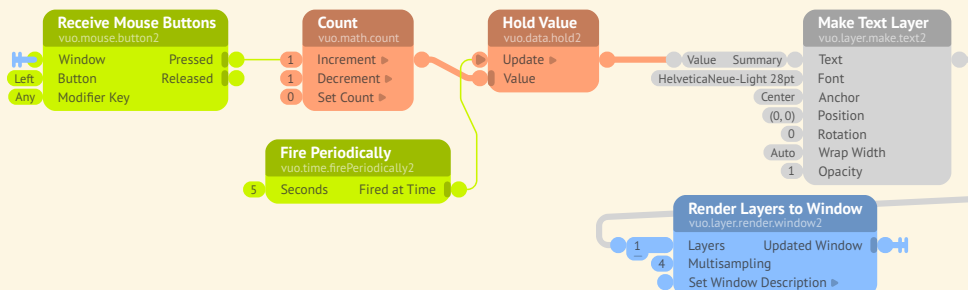 Receive Mouse Buttons
vuo.mouse.button2
Window Pressed
Left Button Released
Any Modifier Key
Count
vuo.math.count
1 Increment
1 Decrement
0 Set Count
Hold Value
vuo.data.hold2
Update
Value
Make Text Layer
vuo.layer.make.text2
Value Summary Text
HelveticaNeue-Light 28pt Font
Center Anchor
(0, 0) Position
0 Rotation
Auto Wrap Width
1 Opacity
Fire Periodically
vuo.time.firePeriodically2
5 Seconds Fired at Time
Render Layers to Window
vuo.layer.render.window2
1 Layers Updated Window
4 Multisampling
Set Window Description